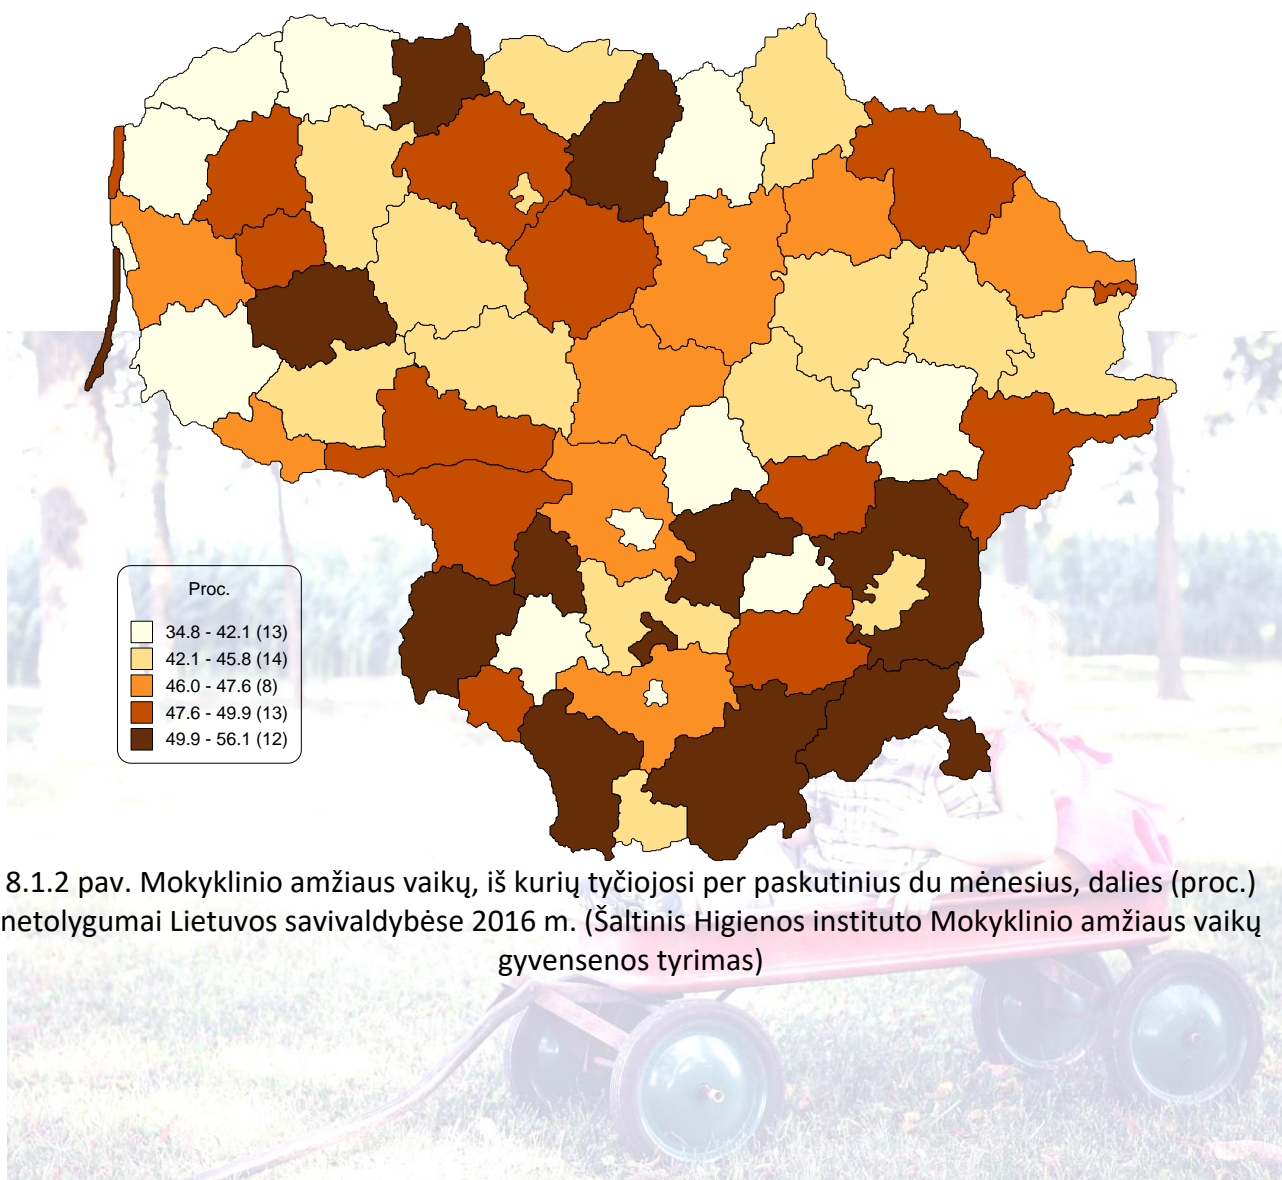 Proc.
34.8 - 42.1 (13)
42.1 - 45.8 (14)
46.0 - 47.6 (8)
47.6 - 49.9 (13)
49.9 - 56.1 (12)
8.1.2 pav. Mokyklinio amžiaus vaikų, iš kurių tyčiojosi per paskutinius du mėnesius, dalies (proc.)
netolygumai Lietuvos savivaldybėse 2016 m. (Šaltinis Higienos instituto Mokyklinio amžiaus vaikų
gyvensenos tyrimas)